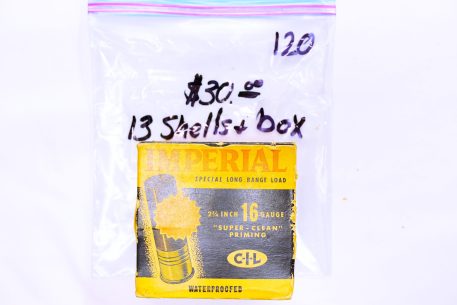 120
$30.00
13 Shells + box
IMPERIAL
SPECIAL LONG RANGE LOAD
2¾ INCH 16 GAUGE
"SUPER-CLEAN"
PRIMING
C-I-L
WATERPROOFED